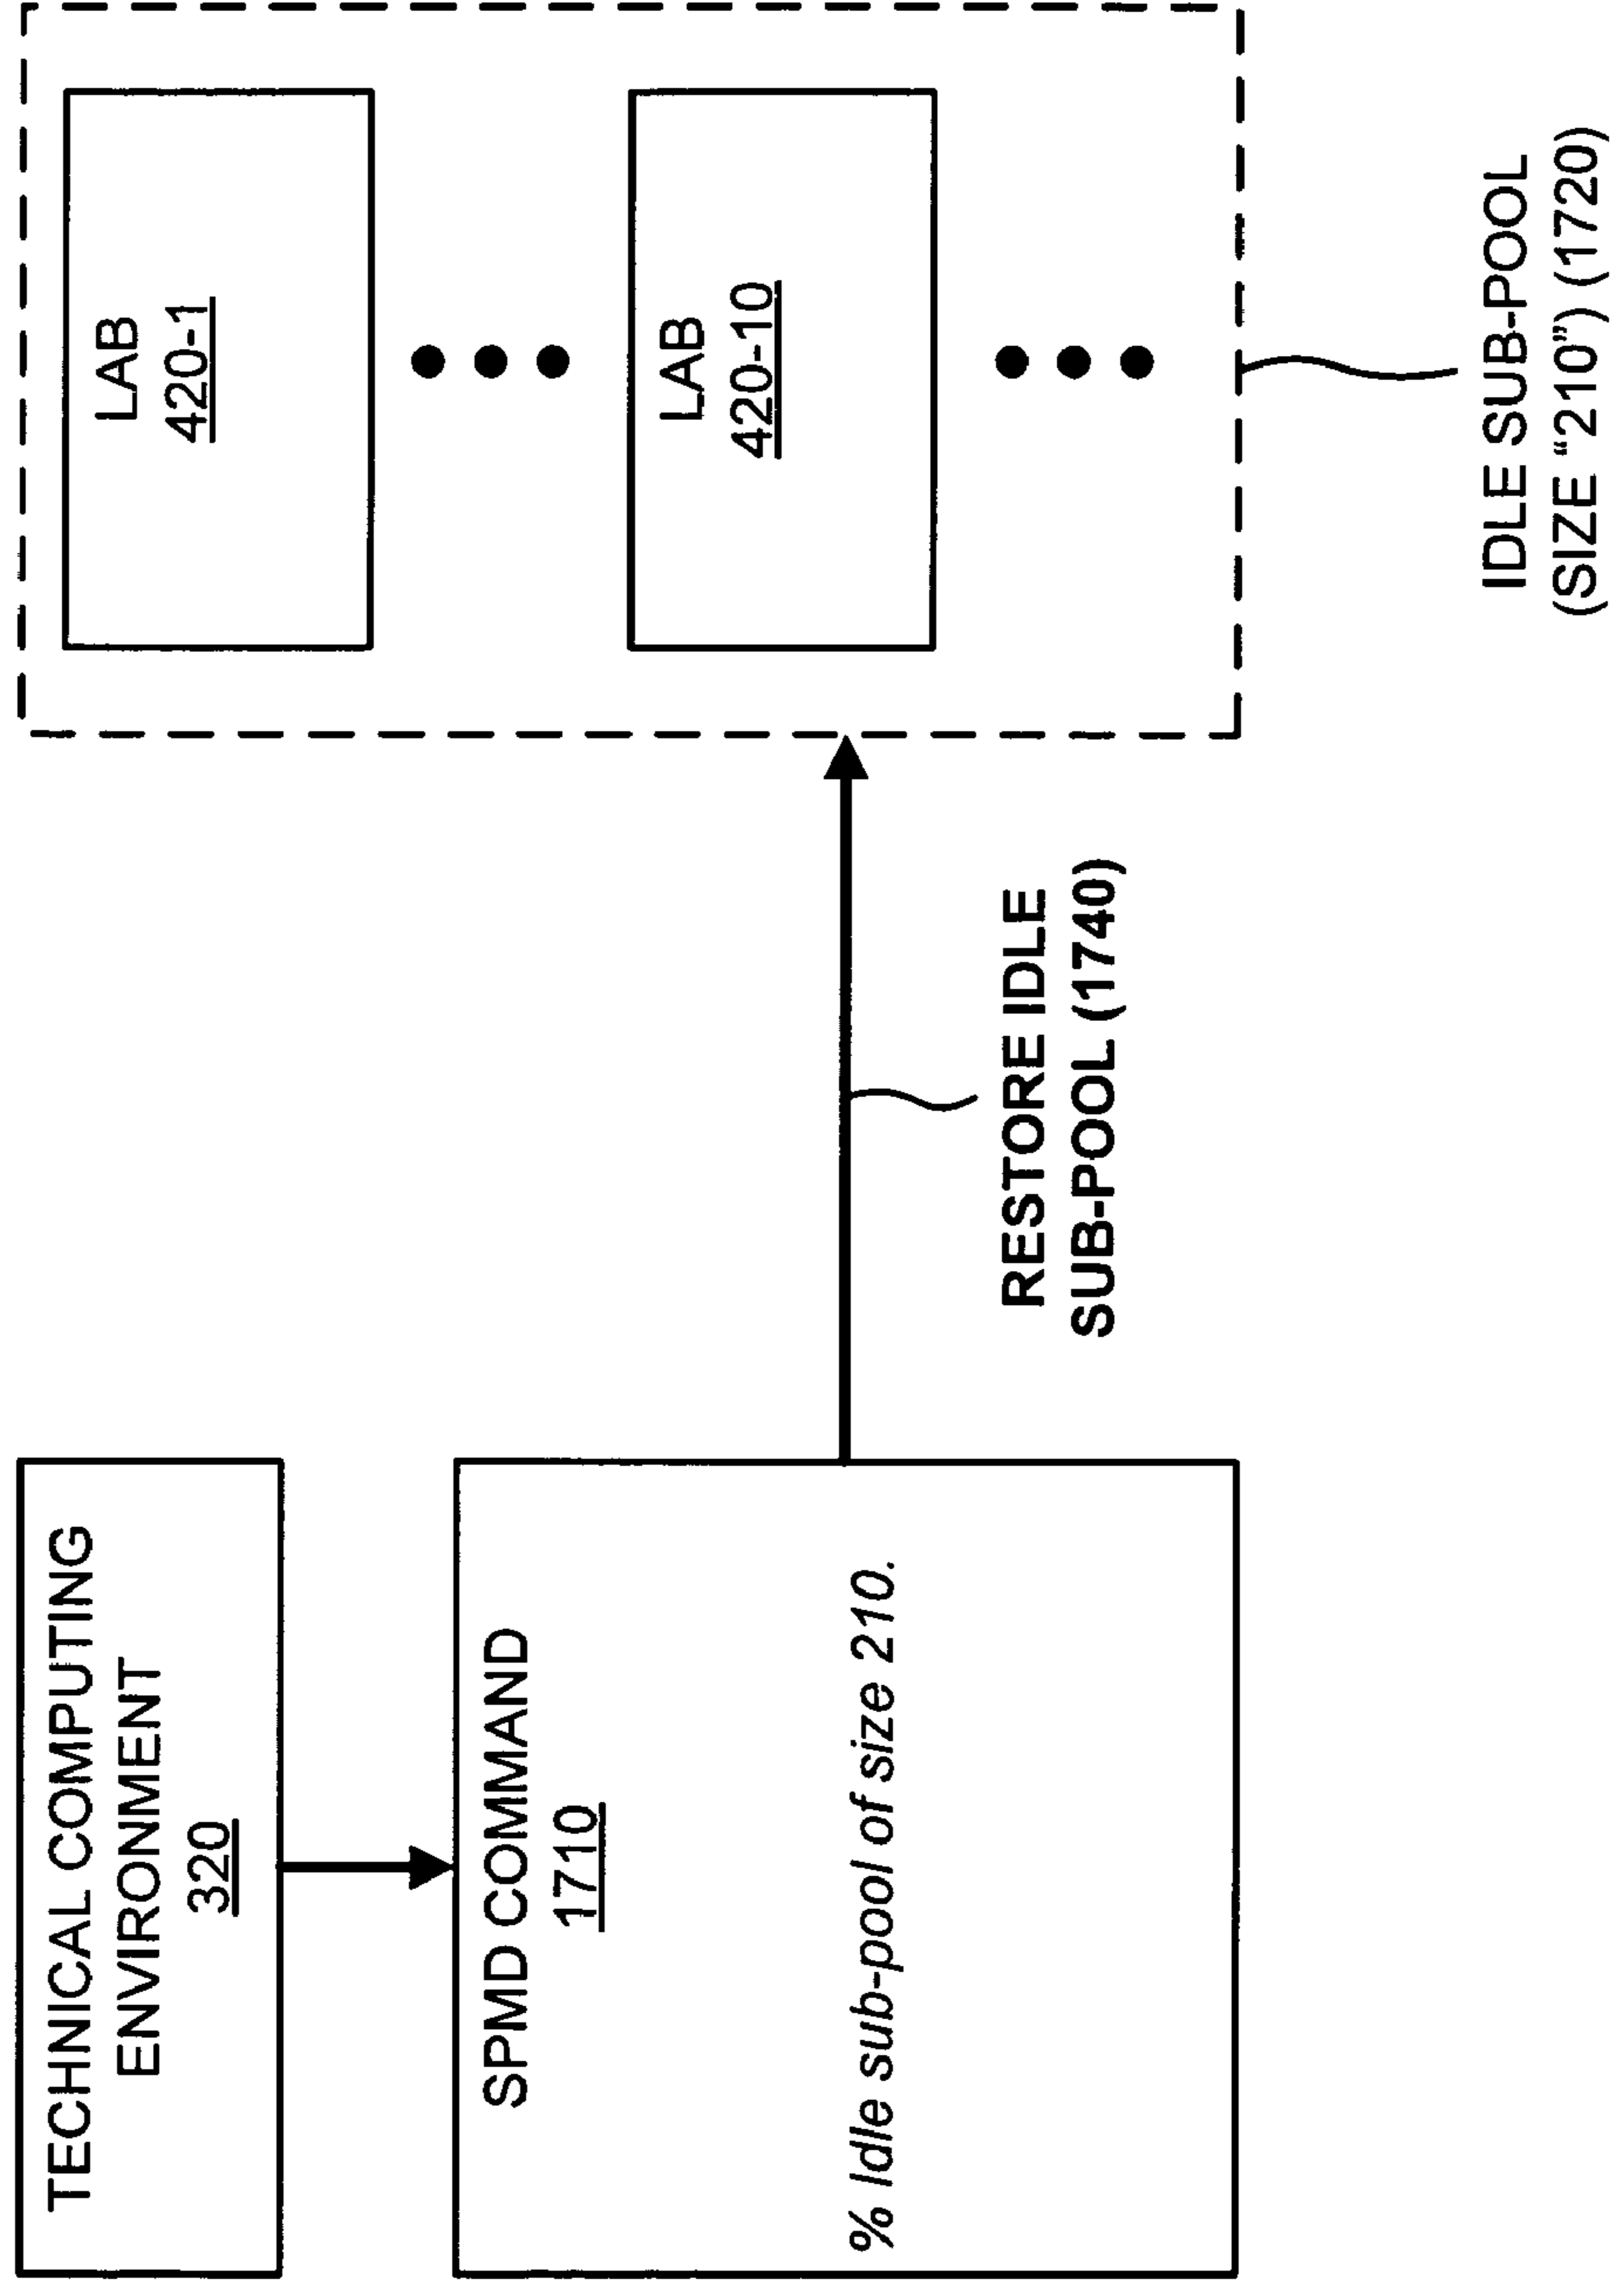 TECHNICAL COMPUTING
ENVIRONMENT
320
SPMD COMMAND
1710
% Idle sub-pool of size 210.
RESTORE IDLE
SUB-POOL (1740)
LAB
420-1
LAB
420-10
IDLE SUB-POOL
(SIZE “210”) (1720)